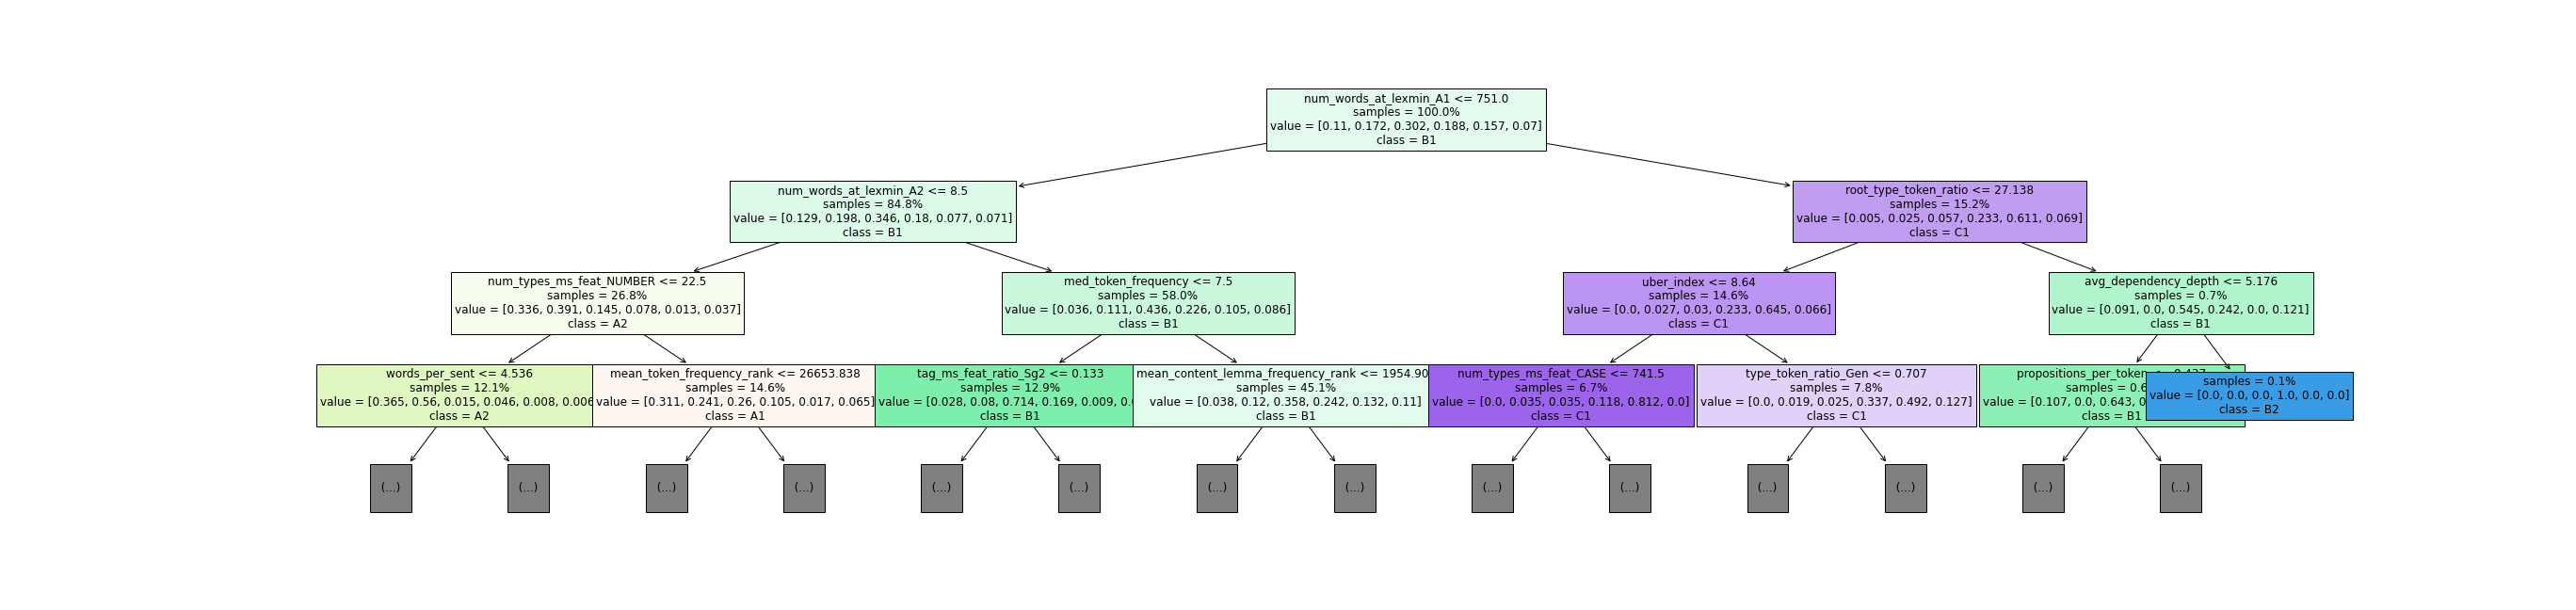 num_words_at_lexmin_A1 <= 751.0
samples = 100.0%
value = [0.11, 0.172, 0.302, 0.188, 0.157, 0.07]
class = B1
num_words_at_lexmin_A2 <= 8.5
samples = 84.8%
value = [0.129, 0.198, 0.346, 0.18, 0.077, 0.071]
class = B1
root_type_token_ratio <= 27.138
samples = 15.2%
value = [0.005, 0.025, 0.057, 0.233, 0.611, 0.069]
class = C1
num_types_ms_feat_NUMBER <= 22.5
samples = 26.8%
value = [0.336, 0.391, 0.145, 0.078, 0.013, 0.037]
class = A2
med_token_frequency <= 7.5
samples = 58.0%
value = [0.036, 0.111, 0.436, 0.226, 0.105, 0.086]
class = B1
uber_index <= 8.64
samples = 14.6%
value = [0.0, 0.027, 0.03, 0.233, 0.645, 0.066]
class = C1
avg_dependency_depth <= 5.176
samples = 0.7%
value = [0.091, 0.0, 0.545, 0.242, 0.0, 0.121]
class = B1
words_per_sent <= 4.536
samples = 12.1%
value = [0.365, 0.56, 0.015, 0.046, 0.008, 0.006
class = A2
mean_token_frequency_rank <= 26653.838
samples = 14.6%
value = [0.311, 0.241, 0.26, 0.105, 0.017, 0.065]
class = A1
tag_ms_feat_ratio_Sg2 <= 0.133
samples = 12.9%
value = [0.028, 0.08, 0.714, 0.169, 0.009,
class = B1
mean_content_lemma_frequency_rank <= 1954.90
samples = 45.1%
value = [0.038, 0.12, 0.358, 0.242, 0.132, 0.11]
class = B1
num_types_ms_feat_CASE <= 741.5
samples = 6.7%
value = [0.0, 0.035, 0.035, 0.118, 0.812, 0.0]
class = C1
type_token_ratio_Gen <= 0.707
samples = 7.8%
value = [0.0, 0.019, 0.025, 0.337, 0.492, 0.127]
class = C1
propositions_per_token
samples =
value = [0.107, 0.0, 0.643,
class = B1
samples = 0.1%
value = [0.0, 0.0, 0.0, 1.0, 0.0, 0.0]
class = B2
(...)
(...)
(...)
(...)
(...)
(...)
(...)
(...)
(...)
(...)
(...)
(...)
(...)
(...)